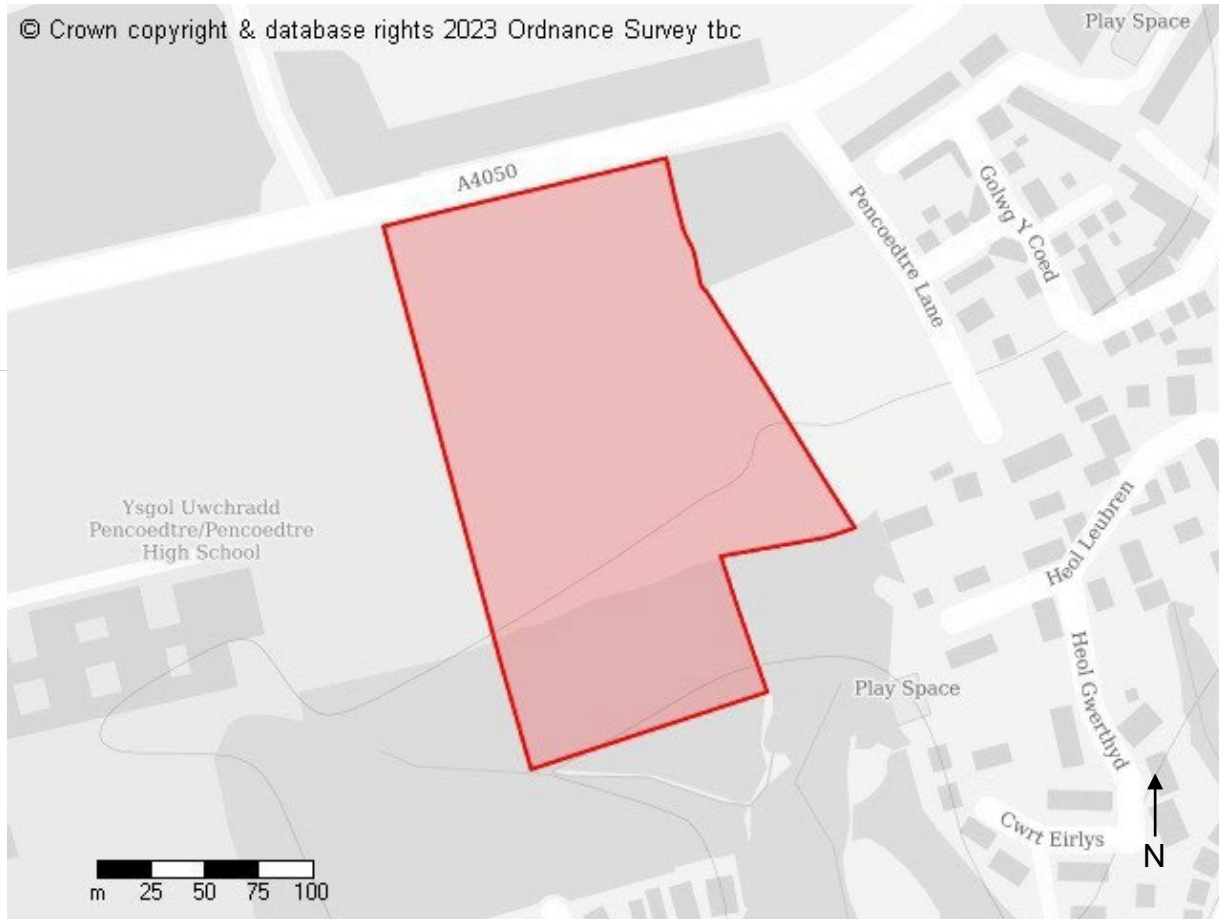 © Crown copyright & database rights 2023 Ordnance Survey tbc
Play Space
A4050
Golwg Y Coed
Pencoedtre Lane
Ysgol Uwchradd
Pencoedtre/Pencoedtre
High School
Heol Leubren
Heol Gwerthyd
Play Space
Cwrt Eirlys
N
m 25 50 75 100